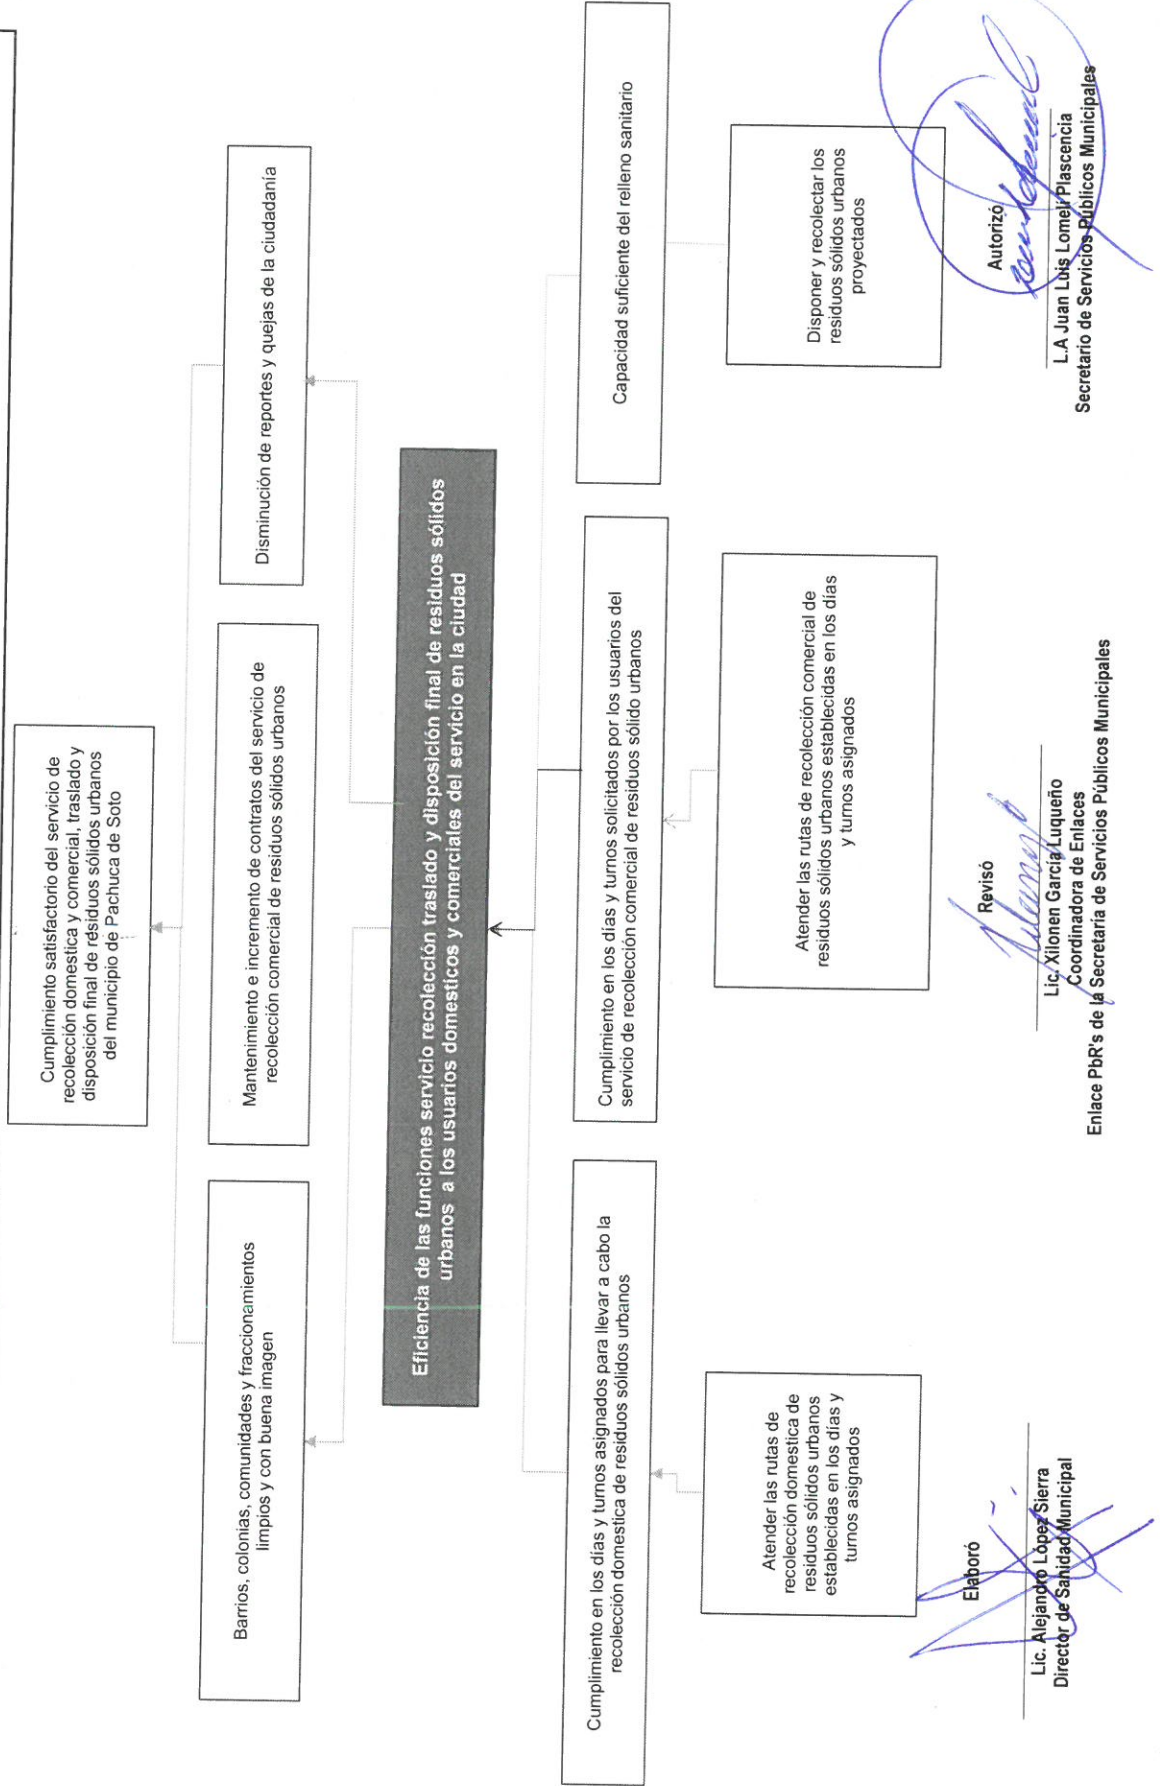 Cumplimiento satisfactorio del servicio de
recolección domestica y comercial, traslado y
disposición final de residuos sólidos urbanos
del municipio de Pachuca de Soto
Barrios, colonias, comunidades y fraccionamientos
limpios y con buena imagen
Mantenimiento e incremento de contratos del servicio de
recolección comercial de residuos sólidos urbanos
Disminución de reportes y quejas de la ciudadanía
Eficiencia de las funciones servicio recolección traslado y disposición final de residuos sólidos
urbanos a los usuarios domesticos y comerciales del servicio en la ciudad
Cumplimiento en los días y turnos asignados para llevar a cabo la
recolección domestica de residuos sólidos urbanos
Cumplimiento en los días y turnos solicitados por los usuarios del
servicio de recolección comercial de residuos sólido urbanos
Capacidad suficiente del relleno sanitario
Atender las rutas de
recolección domestica de
residuos sólidos urbanos
establecidas en los días y
turnos asignados
Atender las rutas de recolección comercial de
residuos sólidos urbanos establecidas en los días
y turnos asignados
Disponer y recolectar los
residuos sólidos urbanos
proyectados
Elaboró
Lic. Alejandro López Sierra
Director de Sanidad Municipal
Revisó
Lic. Xilonen García Luqueño
Coordinadora de Enlaces
Enlace PbR's de la Secretaría de Servicios Públicos Municipales
Autorizó
L.A Juan Luis Lomelí Plascencia
Secretario de Servicios Públicos Municipales